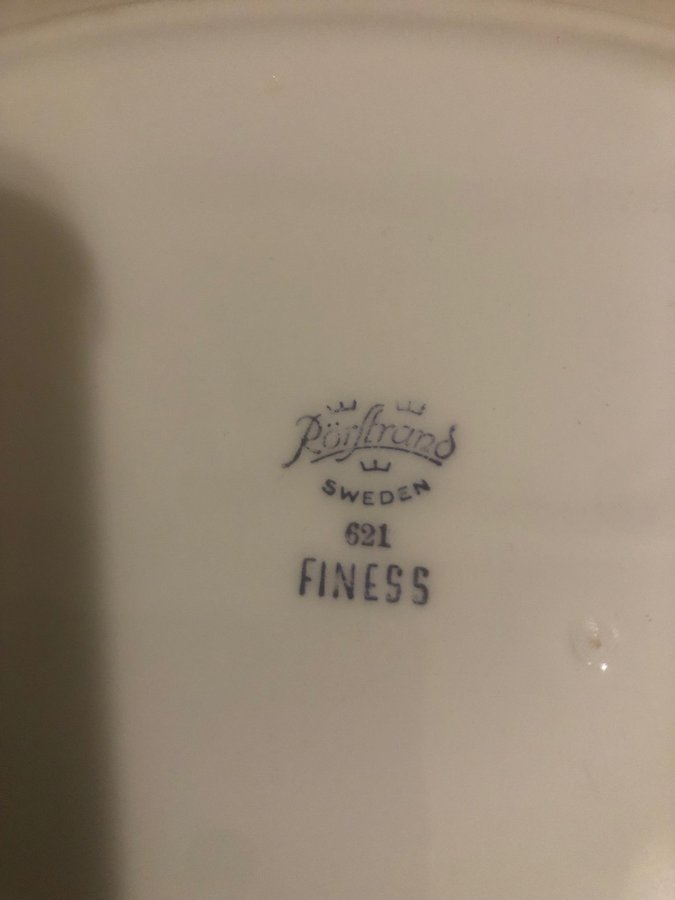 Rörstrand
SWEDEN
621
FINESS